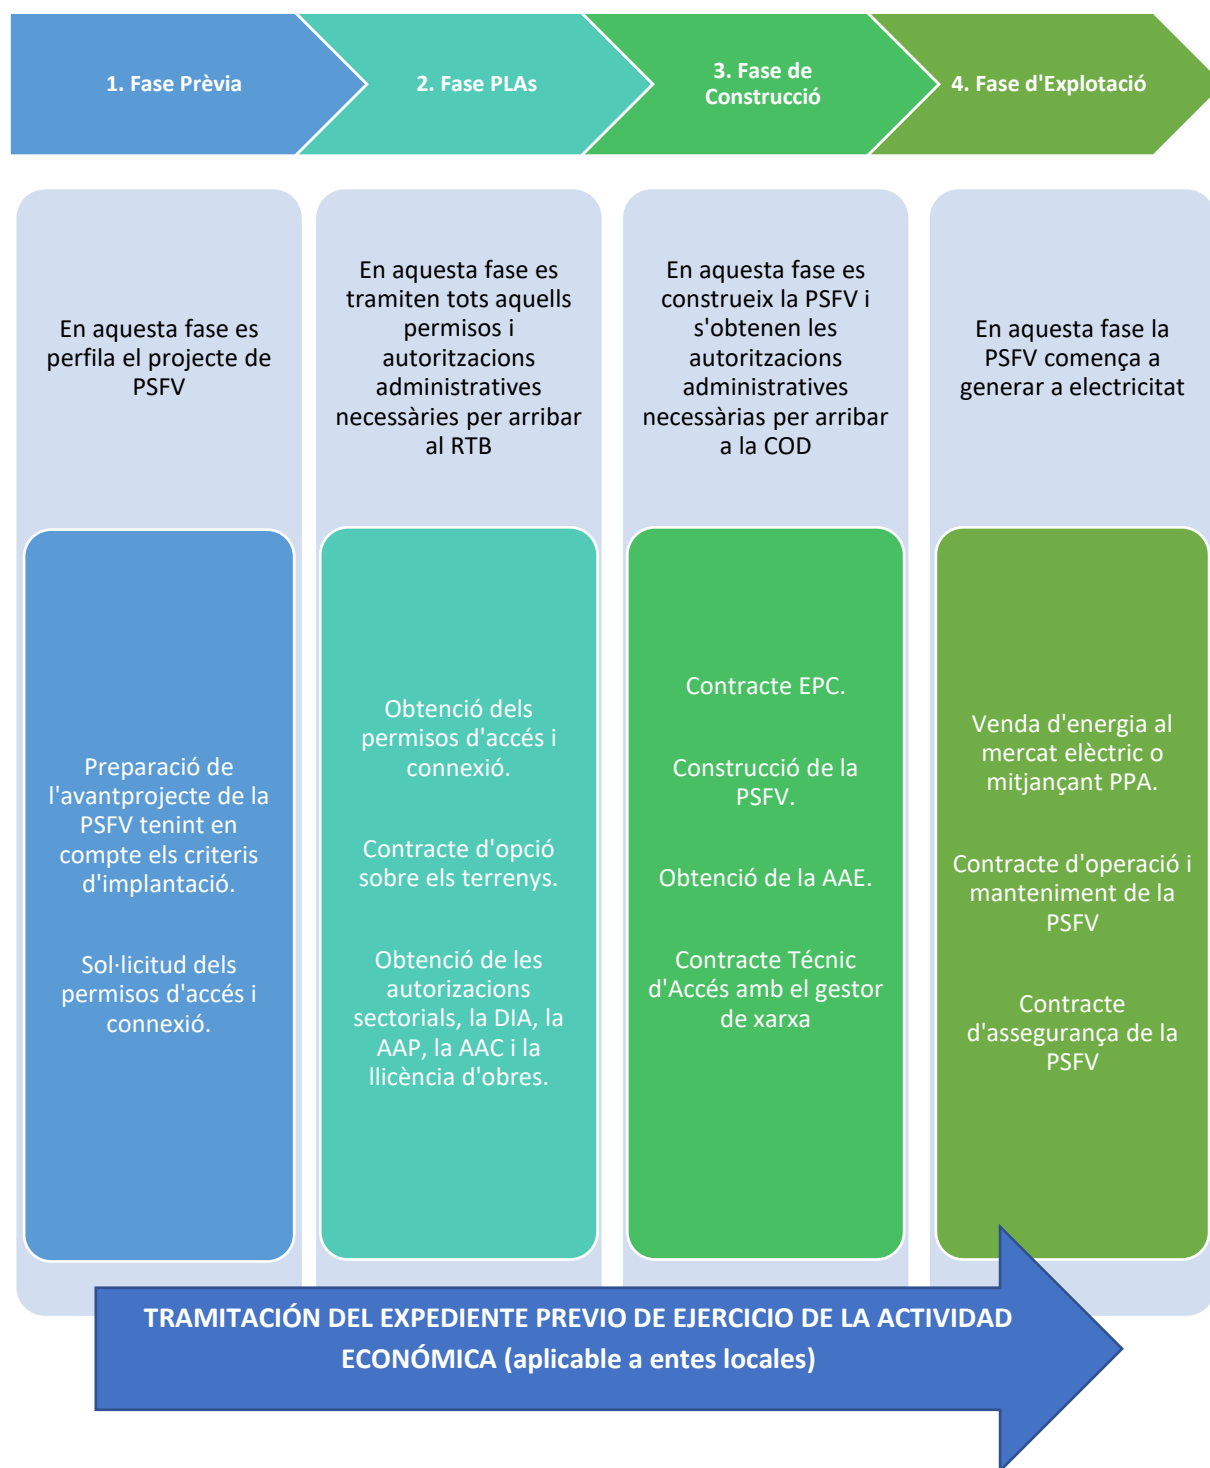 1. Fase Prèvia
2. Fase PLAs
3. Fase de
Construcció
4. Fase d'Explotació
En aquesta fase es
perfila el projecte de
PSFV
Preparació de
l'avantprojecte de la
PSFV tenint en
compte els criteris
d'implantació.
Sol·licitud dels
permisos d'accés i
connexió.
En aquesta fase es
tramiten tots aquells
permisos i
autoritzacions
administratives
necessàries per arribar
al RTB
Obtenció dels
permisos d'accés i
connexió.
Contracte d'opció
sobre els terrenys.
Obtenció de les
autorizacions
sectorials, la DIA, la
AAP, la AAC i la
llicència d'obres.
En aquesta fase es
construeix la PSFV i
s'obtenen les
autoritzacions
administratives
necessàrias per arribar
a la COD
Contracte EPC.
Construcció de la
PSFV.
Obtenció de la AAE.
Contracte Técnic
d'Accés amb el gestor
de xarxa
En aquesta fase la
PSFV comença a
generar a electricitat
Venda d'energia al
mercat elèctric o
mitjançant PPA.
Contracte d'operació i
manteniment de la
PSFV
Contracte
d'assegurança de la
PSFV
TRAMITACIÓN DEL EXPEDIENTE PREVIO DE EJERCICIO DE LA ACTIVIDAD
ECONÓMICA (aplicable a entes locales)